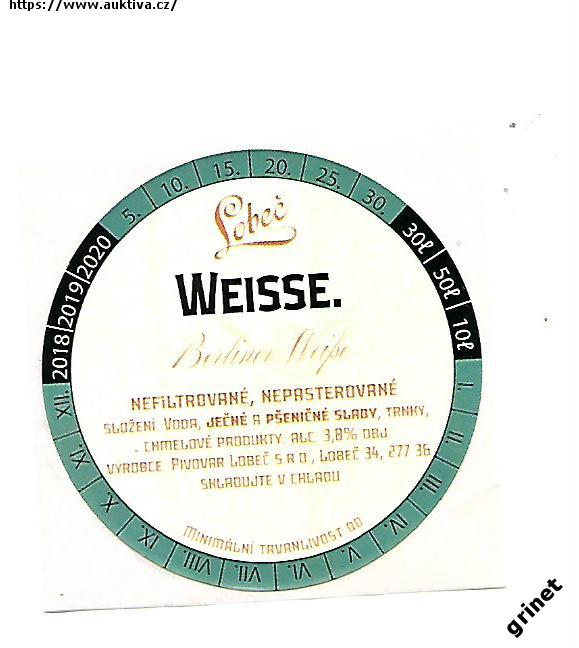 https://www.auktiva.cz/
5. 10. 15. 20. 25. 30. 30ℓ 50ℓ 10ℓ
2018 2019 2020
Lobeč
WEISSE.
Berliner Weiße
NEFILTROVANÉ, NEPASTEROVANÉ
SLOŽENÍ VODA, JEČNÉ A PŠENIČNÉ SLADY, TRNKY,
CHMELOVÉ PRODUKTY ALC 3,8% OBJ
VÝROBCE PIVOVAR LOBEČ S R O, LOBEČ 34, 277 36
SKLADUJTE V CHLADU
MINIMÁLNÍ TRVANLIVOST DO
I. II. III. IV. V. VI. VII. VIII. IX. X. XI. XII.
grinet